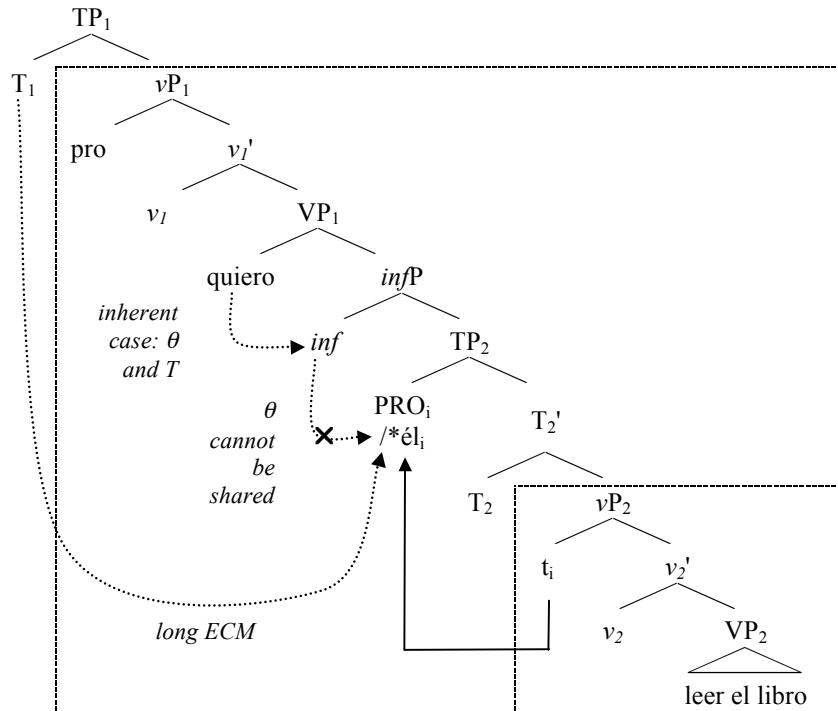 TP₁
T₁ vP₁
pro v₁'
v₁ VP₁
quiero infP
inherent
case: θ
and T
inf TP₂
θ
cannot
be
shared
PROᵢ
/*élᵢ
T₂'
T₂ vP₂
tᵢ v₂'
long ECM
v₂ VP₂
leer el libro